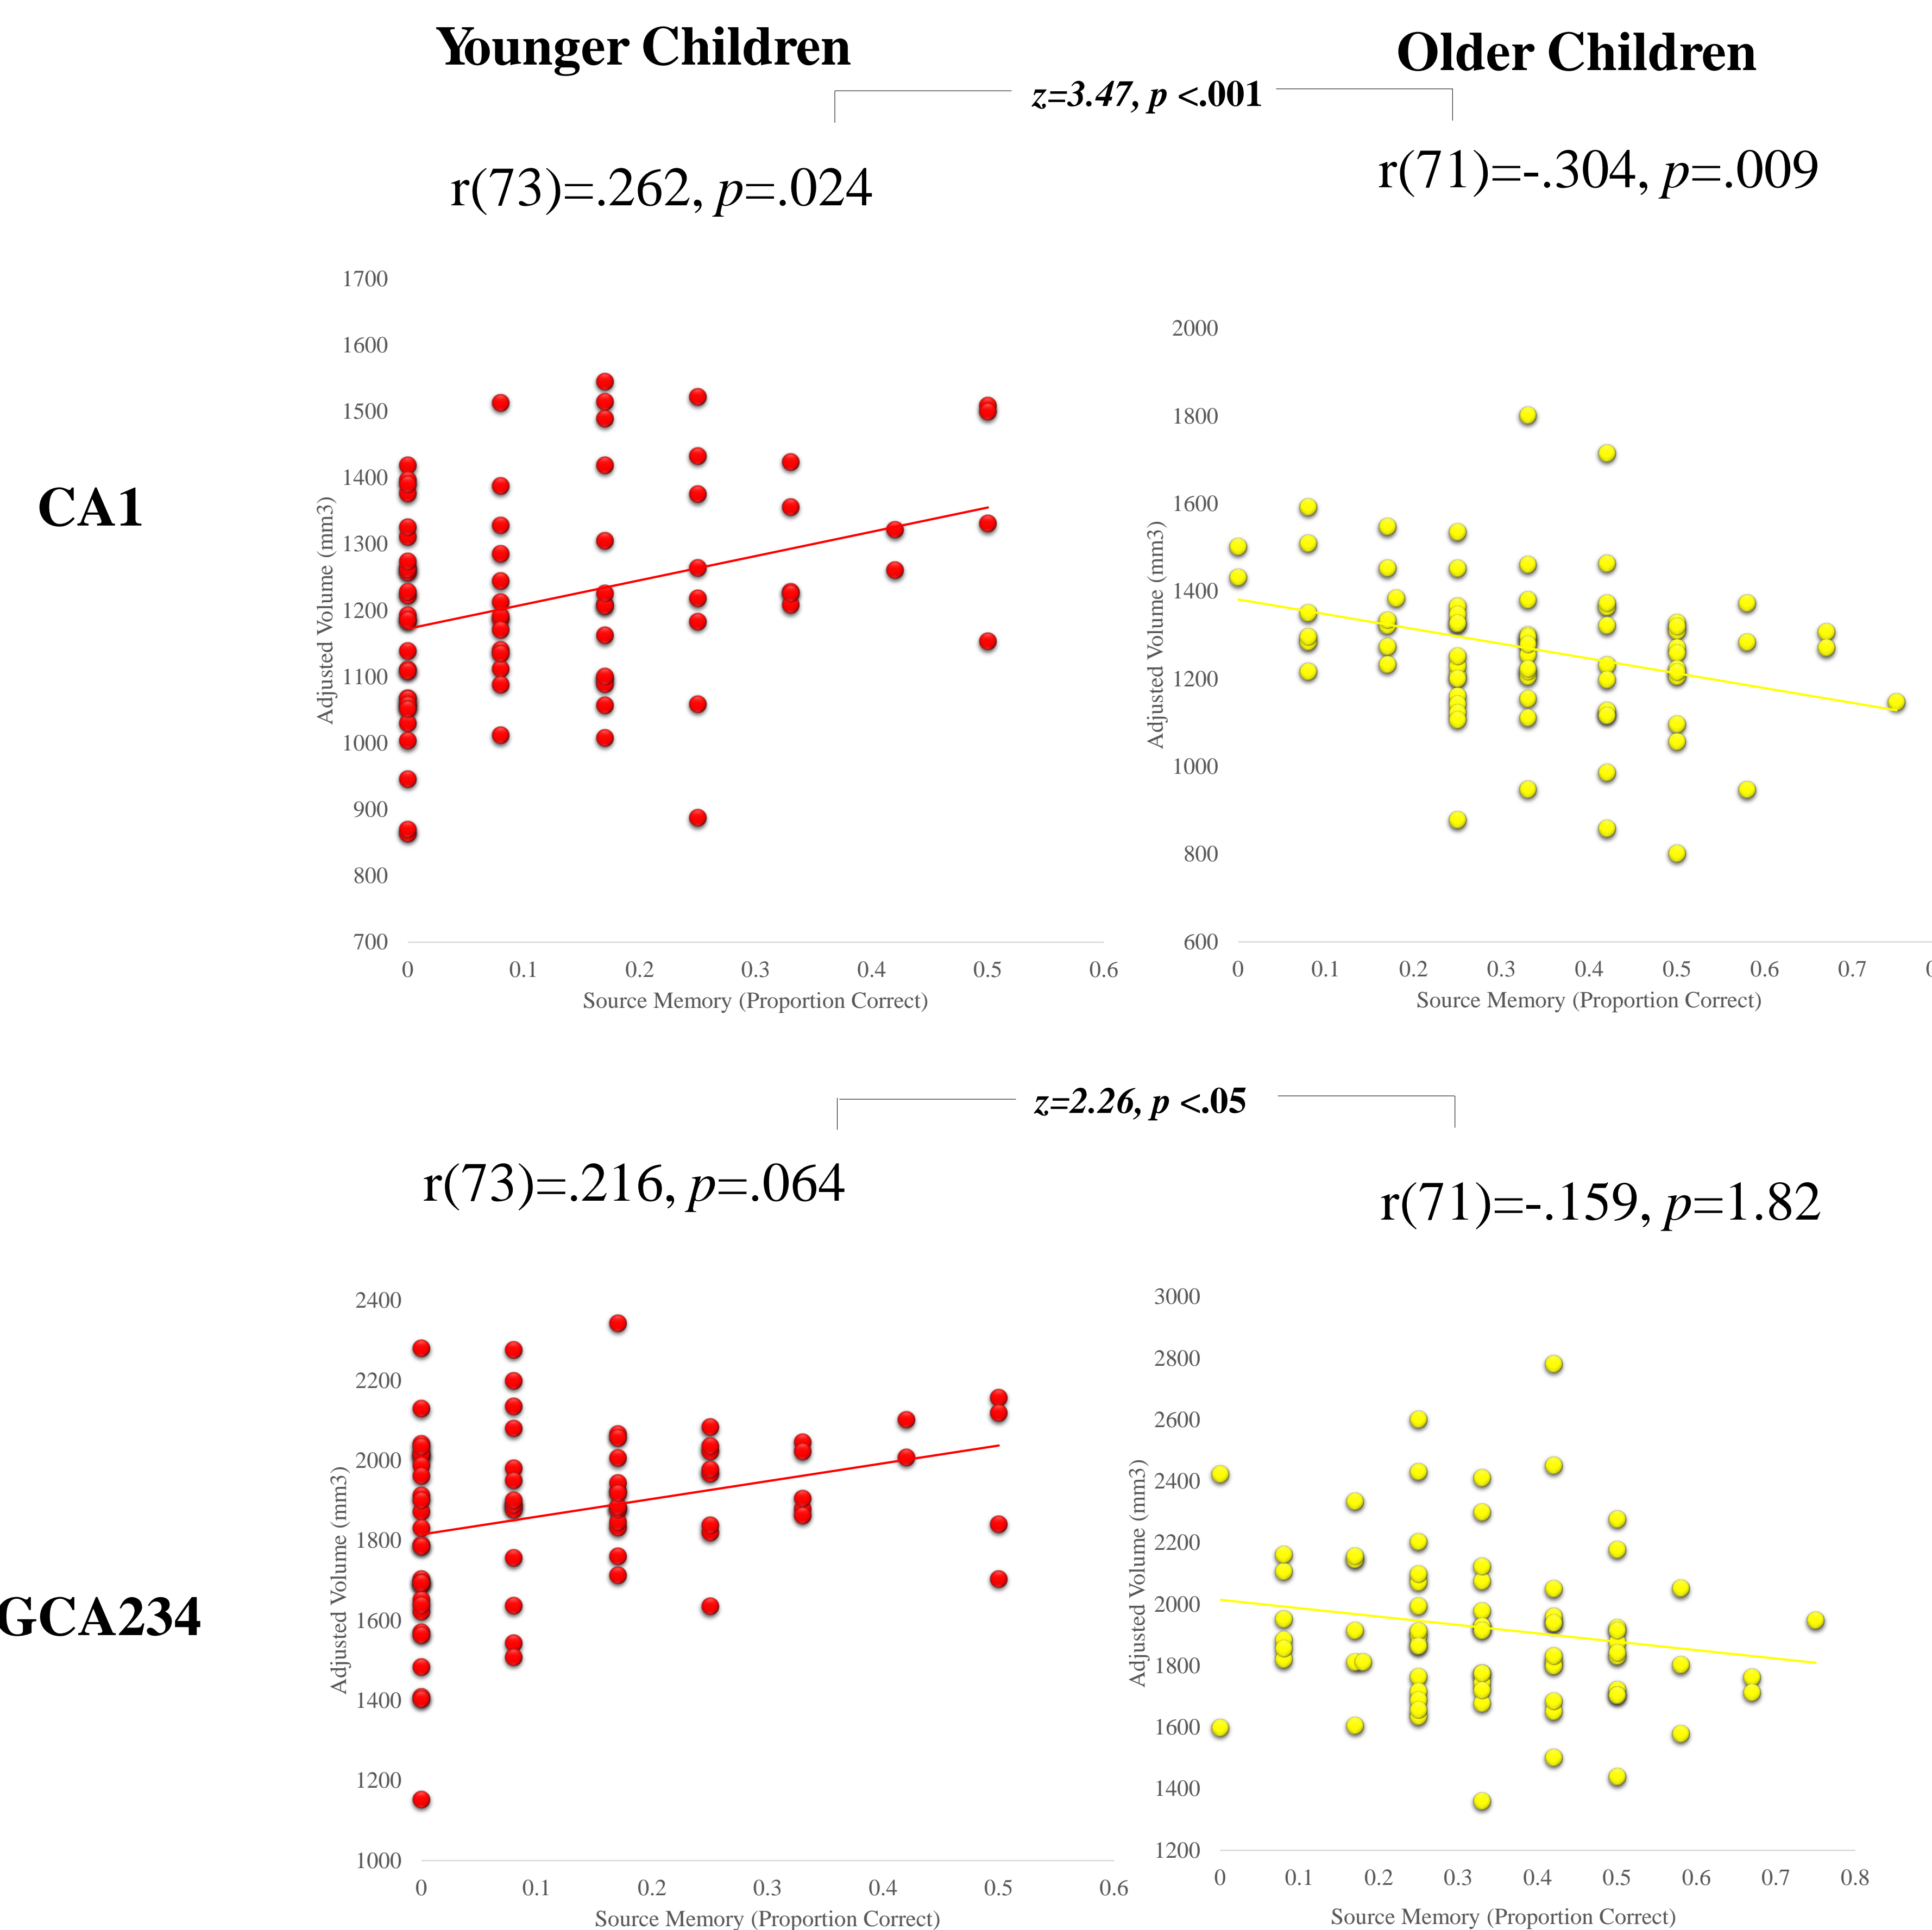 Younger Children
Older Children
z=3.47, p <.001
r(73)=.262, p=.024
r(71)=-.304, p=.009
CA1
Adjusted Volume (mm3)
1700
1600
1500
1400
1300
1200
1100
1000
900
800
700
0 0.1 0.2 0.3 0.4 0.5 0.6
Source Memory (Proportion Correct)
Adjusted Volume (mm3)
2000
1800
1600
1400
1200
1000
800
600
0 0.1 0.2 0.3 0.4 0.5 0.6 0.7
Source Memory (Proportion Correct)
z=2.26, p <.05
r(73)=.216, p=.064
r(71)=-.159, p=1.82
GCA234
Adjusted Volume (mm3)
2400
2200
2000
1800
1600
1400
1200
1000
0 0.1 0.2 0.3 0.4 0.5 0.6
Source Memory (Proportion Correct)
Adjusted Volume (mm3)
3000
2800
2600
2400
2200
2000
1800
1600
1400
1200
0 0.1 0.2 0.3 0.4 0.5 0.6 0.7 0.8
Source Memory (Proportion Correct)